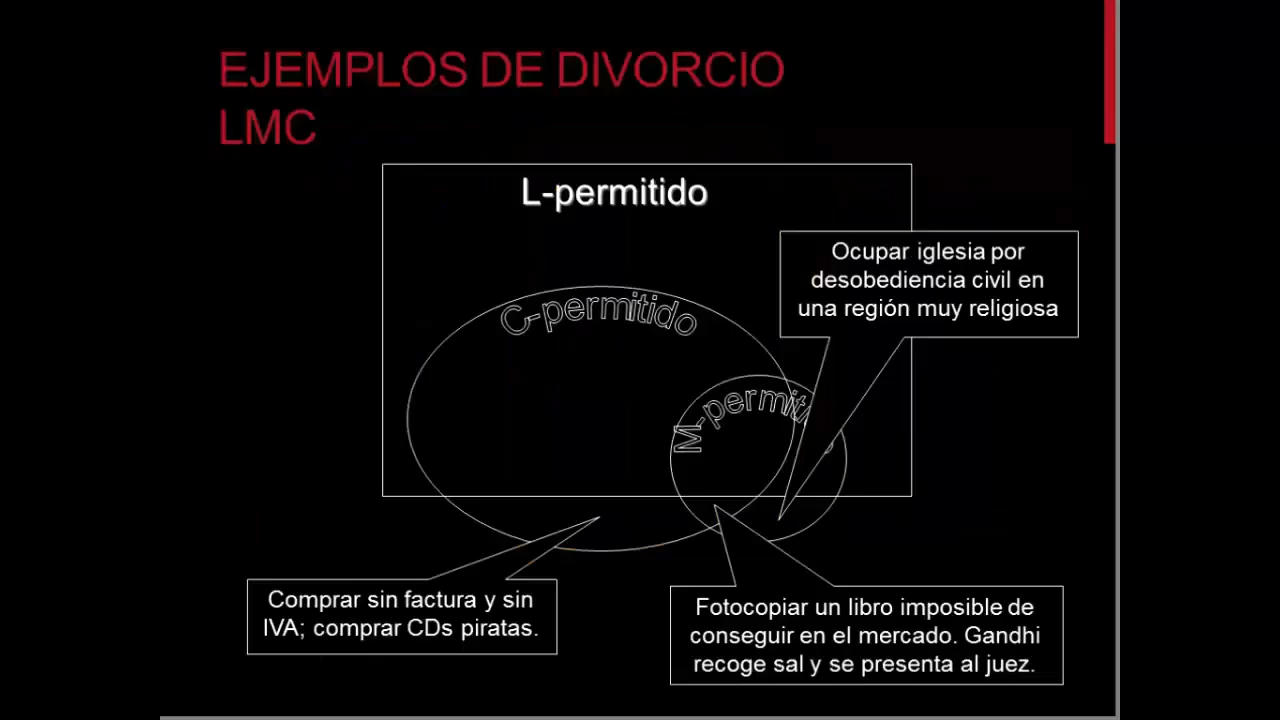 EJEMPLOS DE DIVORCIO
LMC
L-permitido
Ocupar iglesia por
desobediencia civil en
una región muy religiosa
C-permitido
Comprar sin factura y sin
IVA; comprar CDs piratas.
Fotocopiar un libro imposible de
conseguir en el mercado. Gandhi
recoge sal y se presenta al juez.